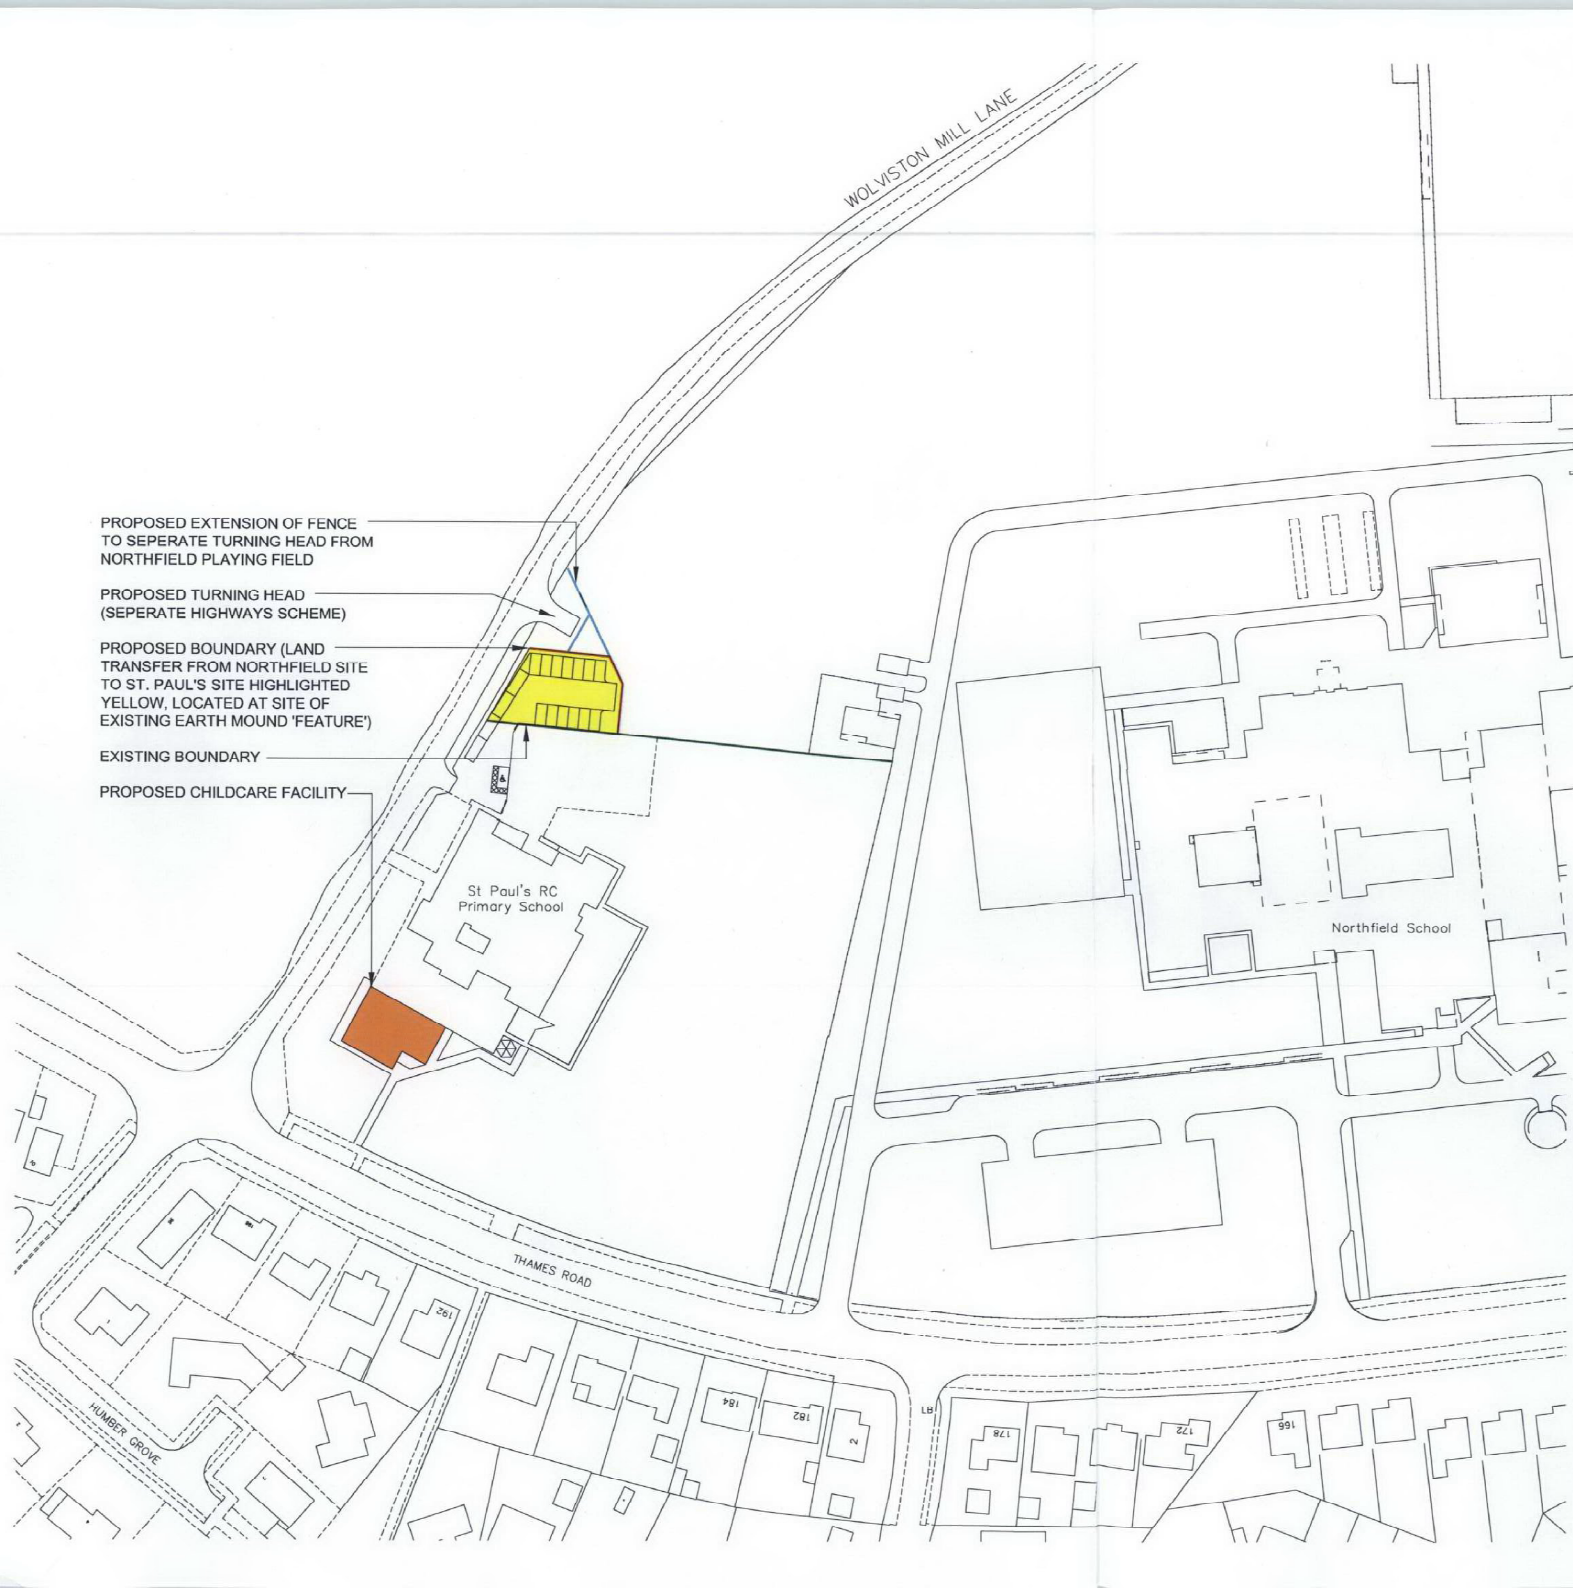 WOLVISTON MILL LANE
PROPOSED EXTENSION OF FENCE
TO SEPERATE TURNING HEAD FROM
NORTHFIELD PLAYING FIELD
PROPOSED TURNING HEAD
(SEPERATE HIGHWAYS SCHEME)
PROPOSED BOUNDARY (LAND
TRANSFER FROM NORTHFIELD SITE
TO ST. PAUL'S SITE HIGHLIGHTED
YELLOW, LOCATED AT SITE OF
EXISTING EARTH MOUND 'FEATURE')
EXISTING BOUNDARY
PROPOSED CHILDCARE FACILITY
St Paul's RC
Primary School
Northfield School
THAMES ROAD
192
HUMBER GROVE
184
182
2
LB
178
172
166